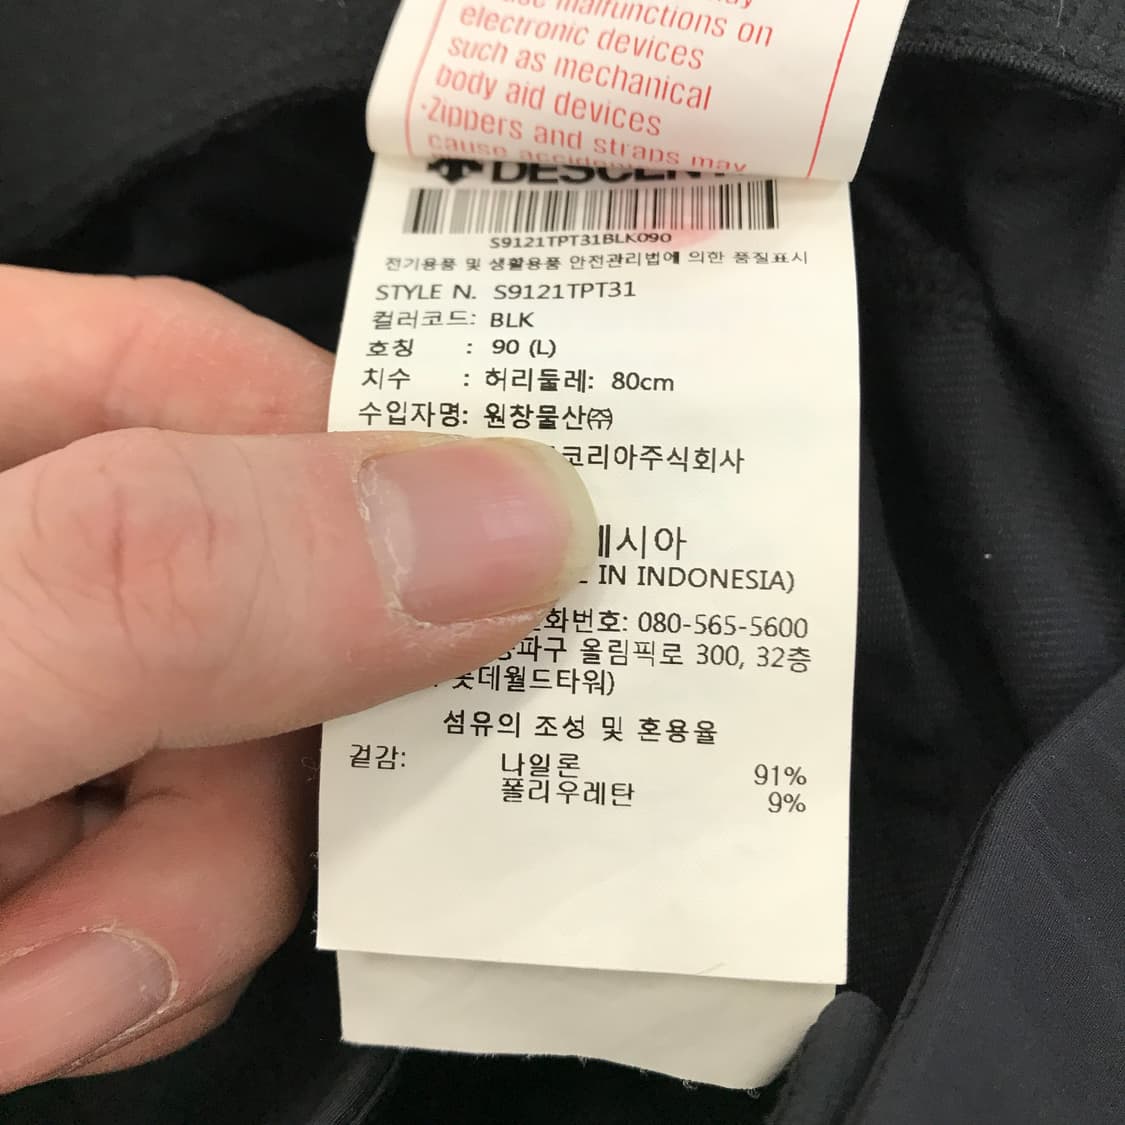 malfunctions on
electronic devices
such as mechanical
body aid devices
·Zippers and straps may
cause
S9121TPT31BLK090
전기용품 및 생활용품 안전관리법에 의한 품질표시
STYLE N. S9121TPT31
컬러코드: BLK
호칭 : 90 (L)
치수 : 허리둘레: 80cm
수입자명: 원창물산㈜
코리아주식회사
네시아
IN INDONESIA)
화번호: 080-565-5600
파구 올림픽로 300, 32층
롯데월드타워)
섬유의 조성 및 혼용율
겉감: 나일론 91%
폴리우레탄 9%